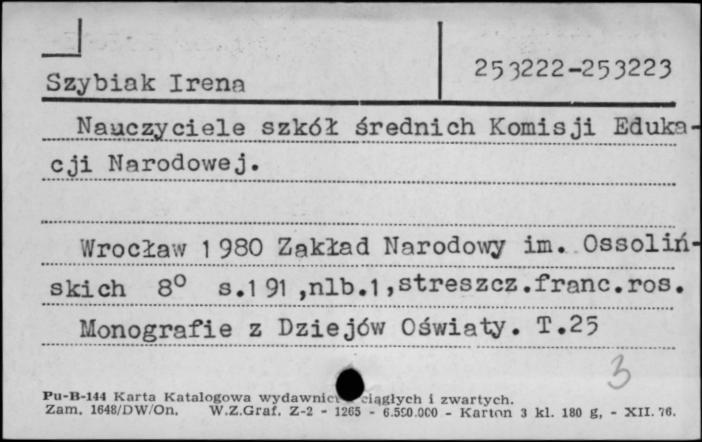 253222-253223
Szybiak Irena
Nauczyciele szkół średnich Komisji Eduka-
cji Narodowej.
Wrocław 1980 Zakład Narodowy im. Ossoliń-
skich 8° s.191,nlb.1,streszcz.franc.ros.
Monografie z Dziejów Oświaty. T.25
3
Pu-B-144 Karta Katalogowa ciągłych i zwartych.
Zam. 1648/DW/On. W.Z.Graf. Z-2 - 1265 - 6.550.000 - Karton 3 kl. 180 g, - XII. 76.